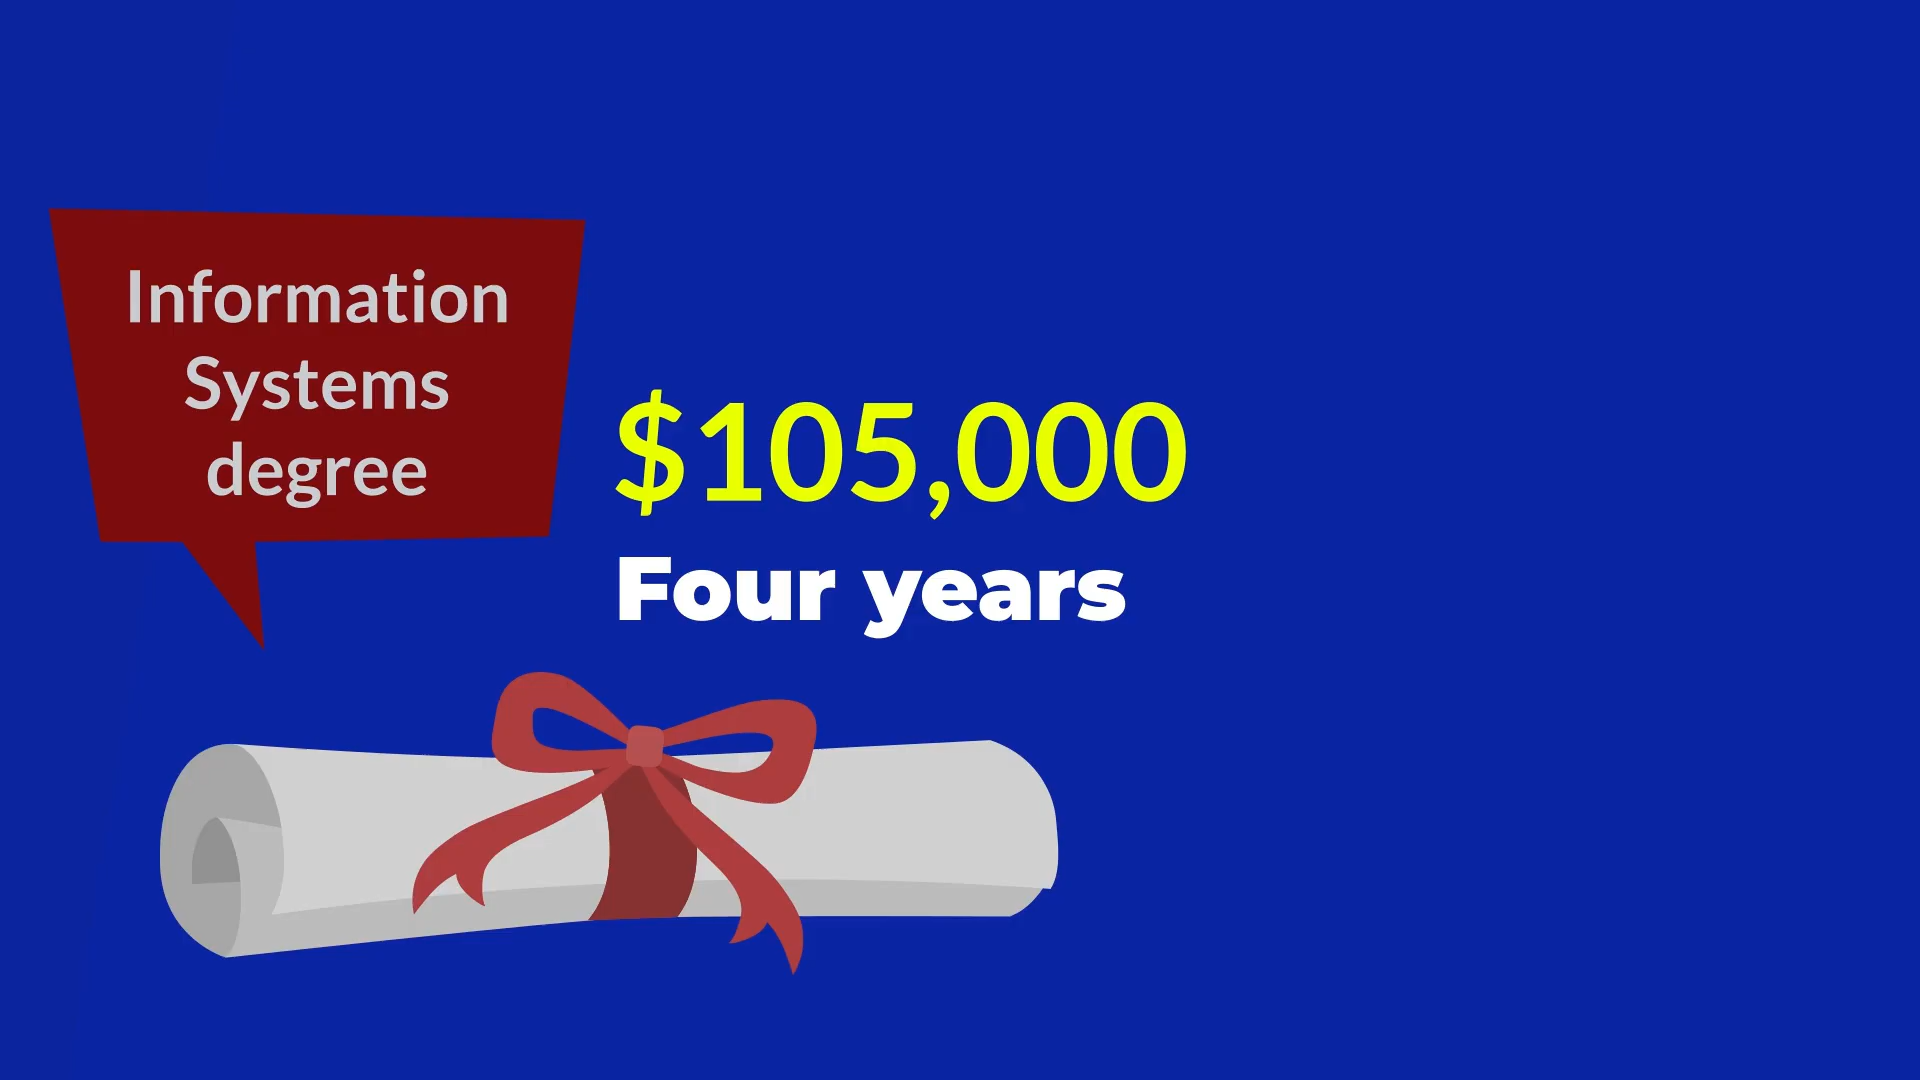 Information
Systems
degree
$105,000
Four years